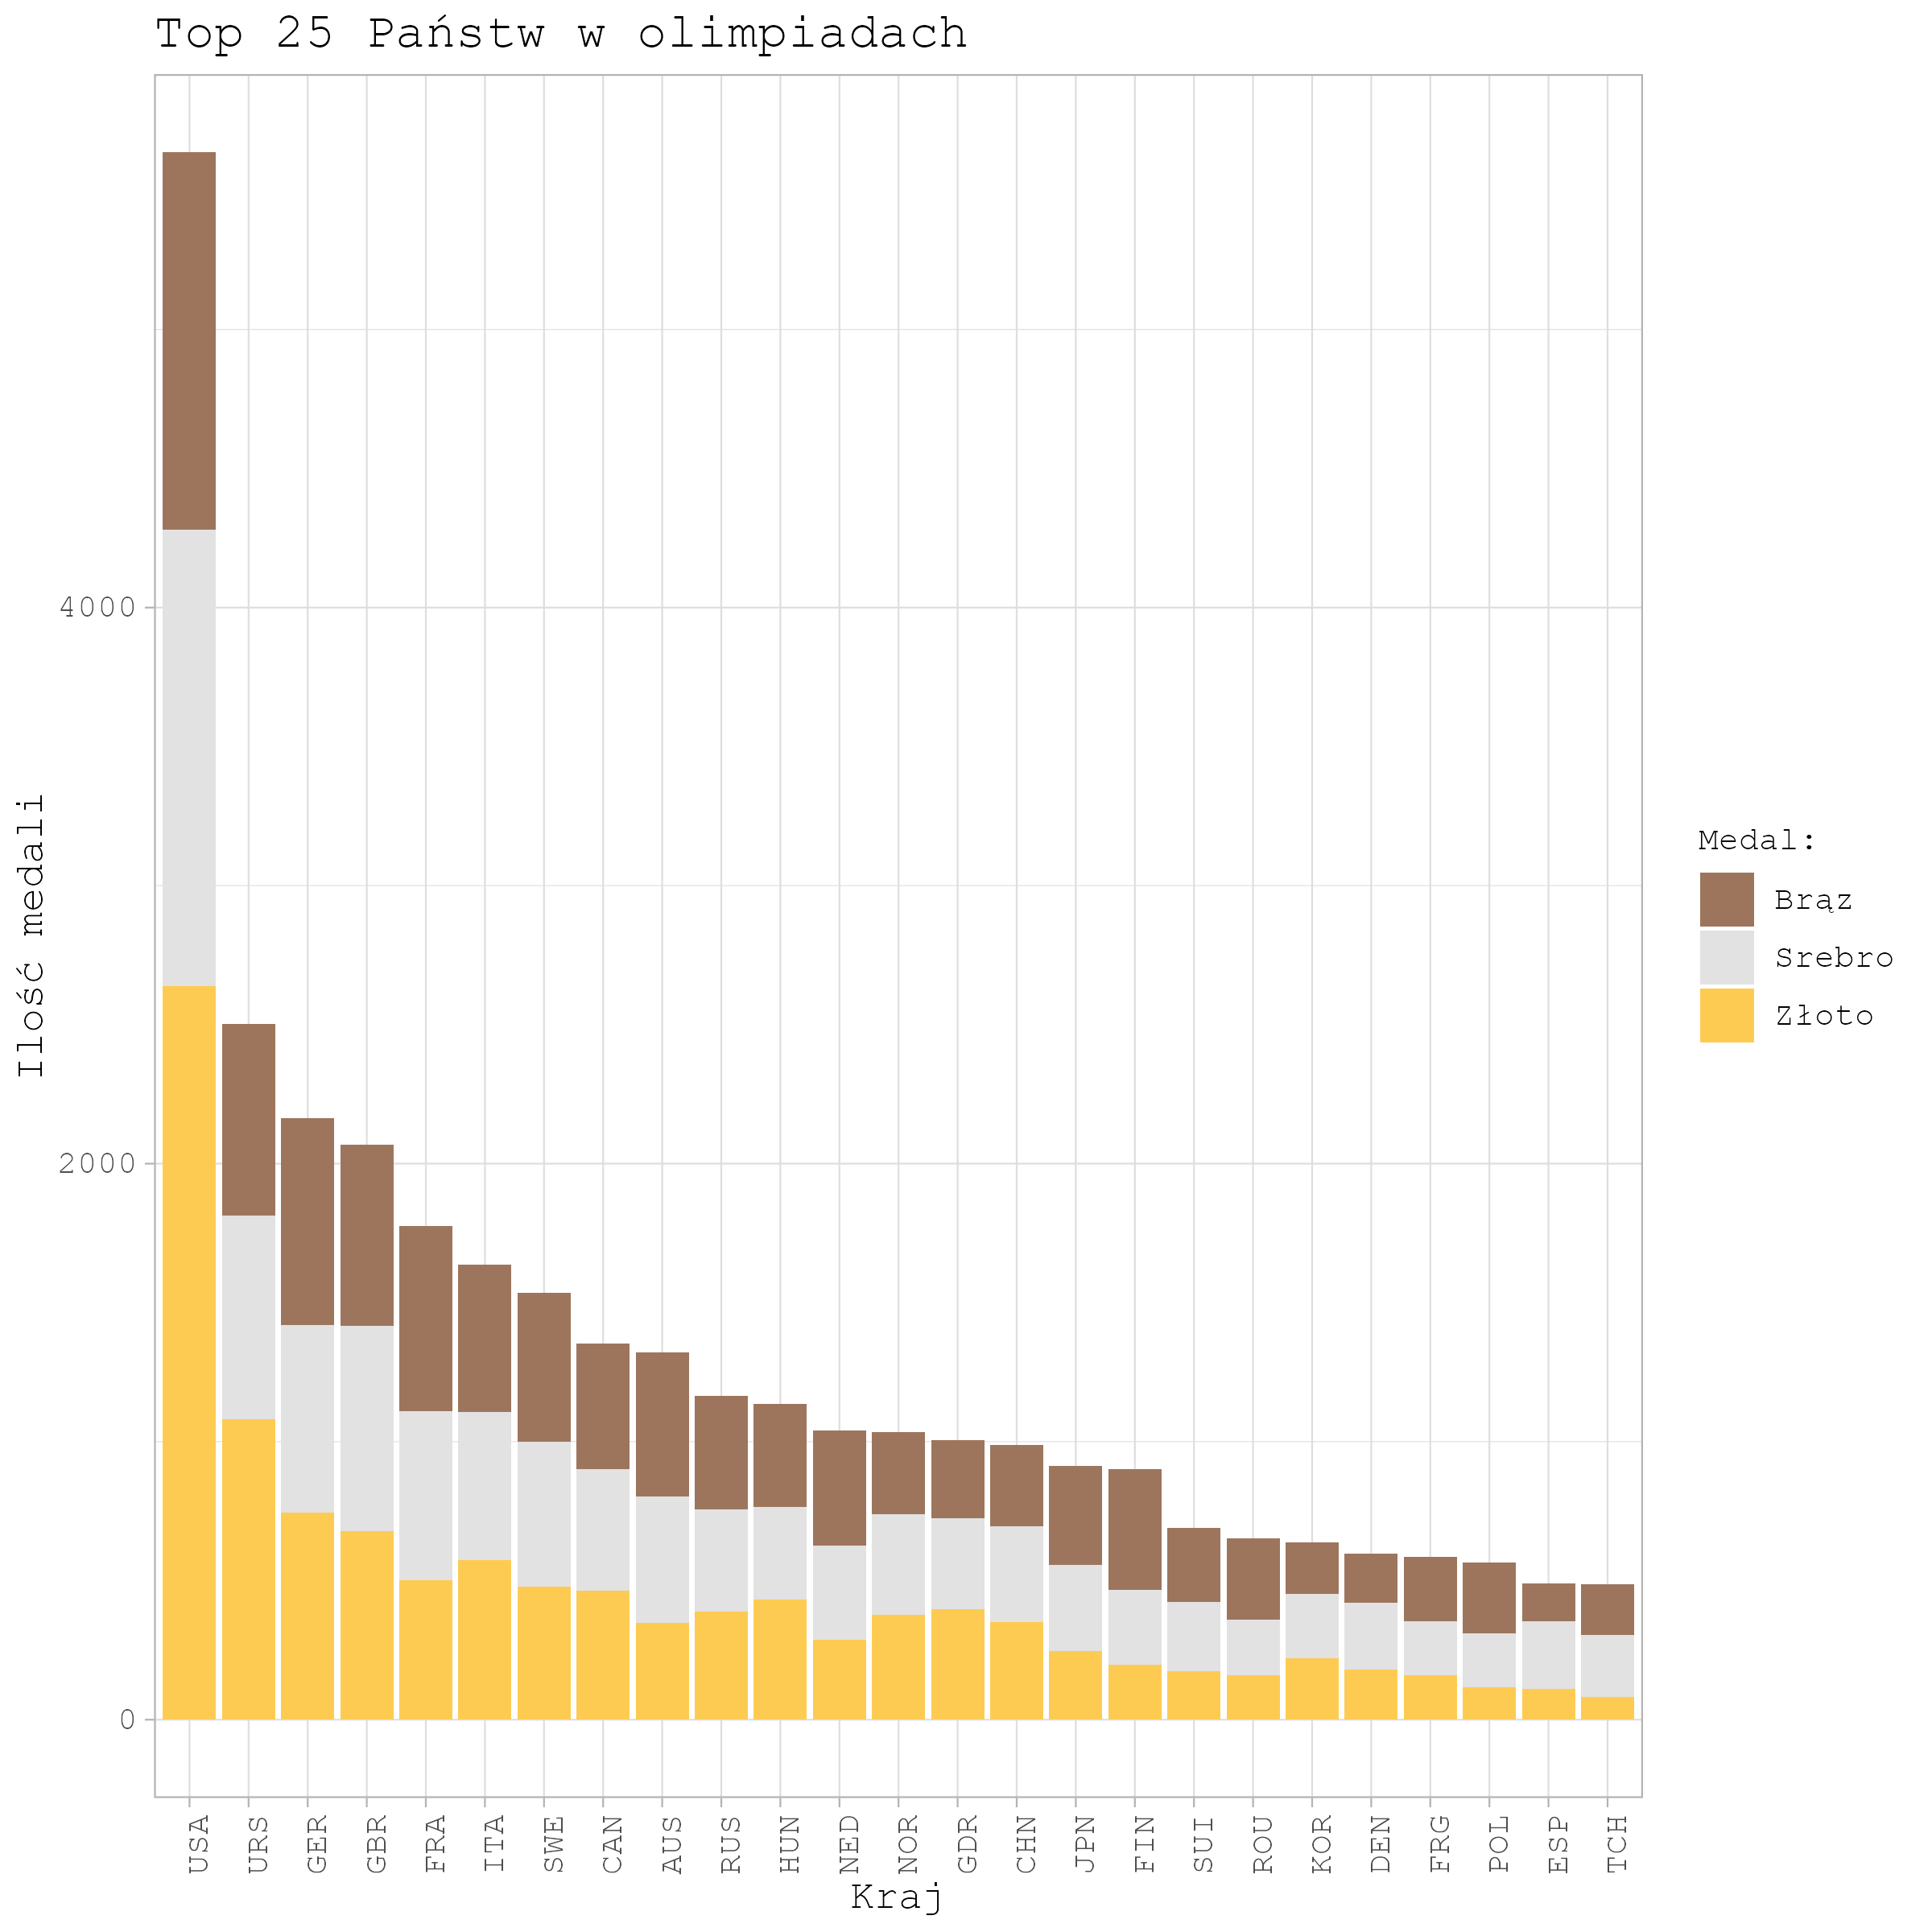 Top 25 Państw w olimpiadach
Ilość medali
4000
2000
0
USA
URS
GER
GBR
FRA
ITA
SWE
CAN
AUS
RUS
HUN
NED
NOR
GDR
CHN
JPN
FIN
SUI
ROU
KOR
DEN
FRG
POL
ESP
TCH
Kraj
Medal:
Brąz
Srebro
Złoto